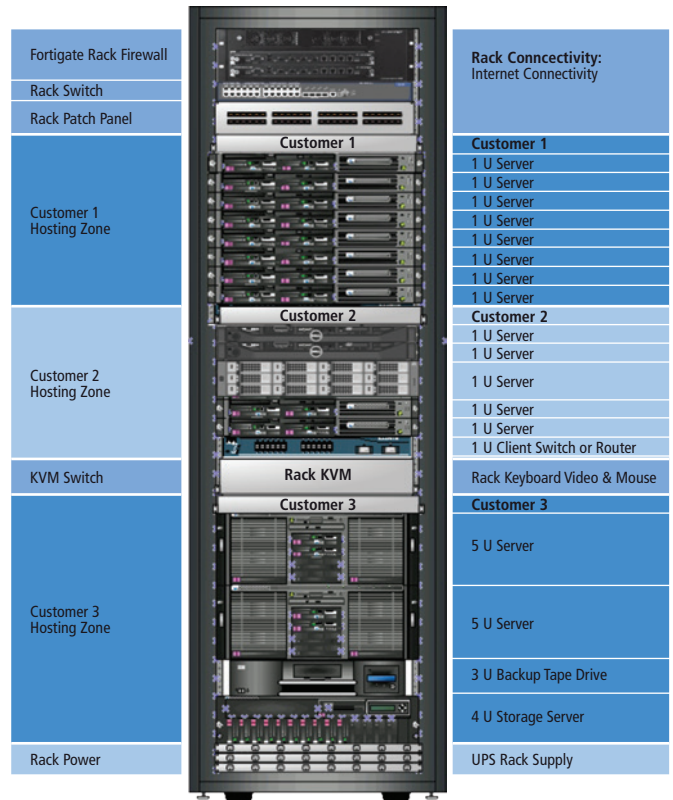 Fortigate Rack Firewall
Rack Switch
Rack Patch Panel
Customer 1
Hosting Zone
Customer 2
Hosting Zone
KVM Switch
Customer 3
Hosting Zone
Rack Power
Customer 1
Customer 2
Rack KVM
Customer 3
Rack Conncectivity:
Internet Connectivity
Customer 1
1 U Server
1 U Server
1 U Server
1 U Server
1 U Server
1 U Server
1 U Server
1 U Server
Customer 2
1 U Server
1 U Server
1 U Server
1 U Server
1 U Server
1 U Client Switch or Router
Rack Keyboard Video & Mouse
Customer 3
5 U Server
5 U Server
3 U Backup Tape Drive
4 U Storage Server
UPS Rack Supply